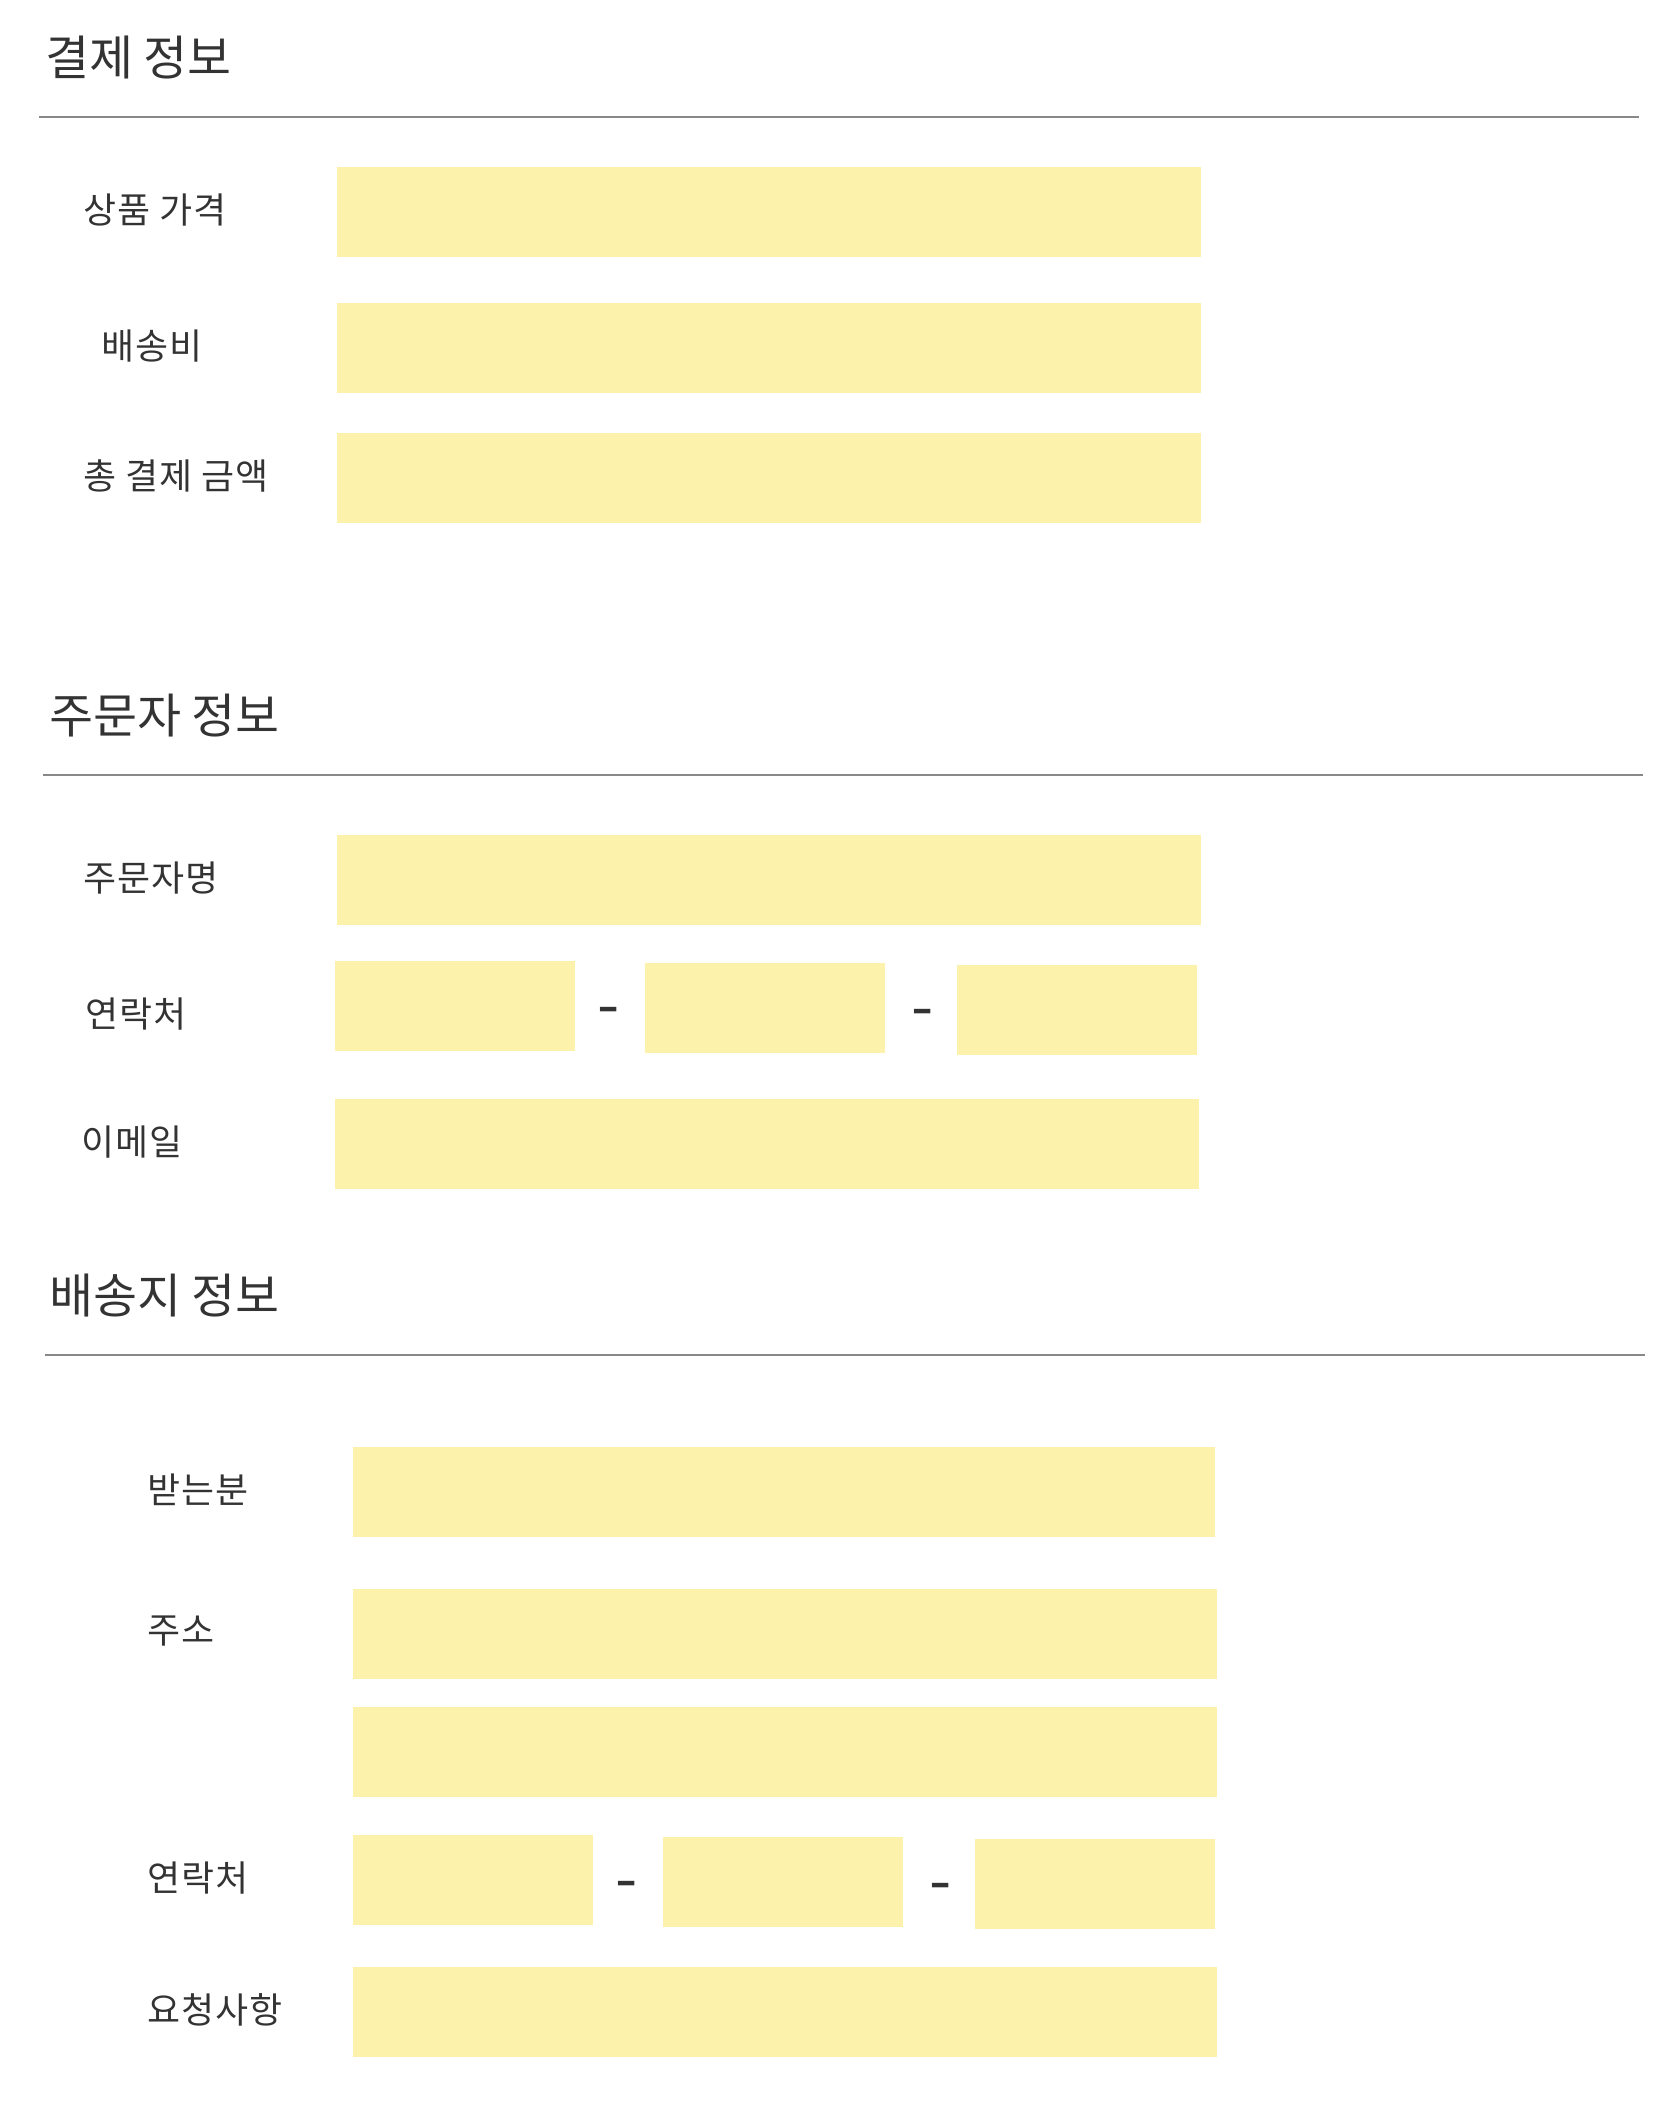 결제 정보
상품 가격
배송비
총 결제 금액
주문자 정보
주문자명
연락처 - -
이메일
배송지 정보
받는분
주소
연락처 - -
요청사항